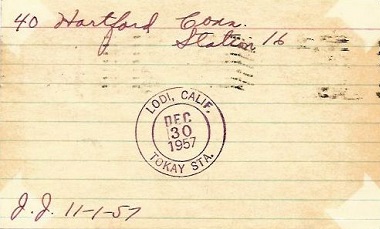 40 Hartford Conn.
Station 16
LODI, CALIF.
DEC
30
1957
TOKAY STA.
J.J. 11-1-57